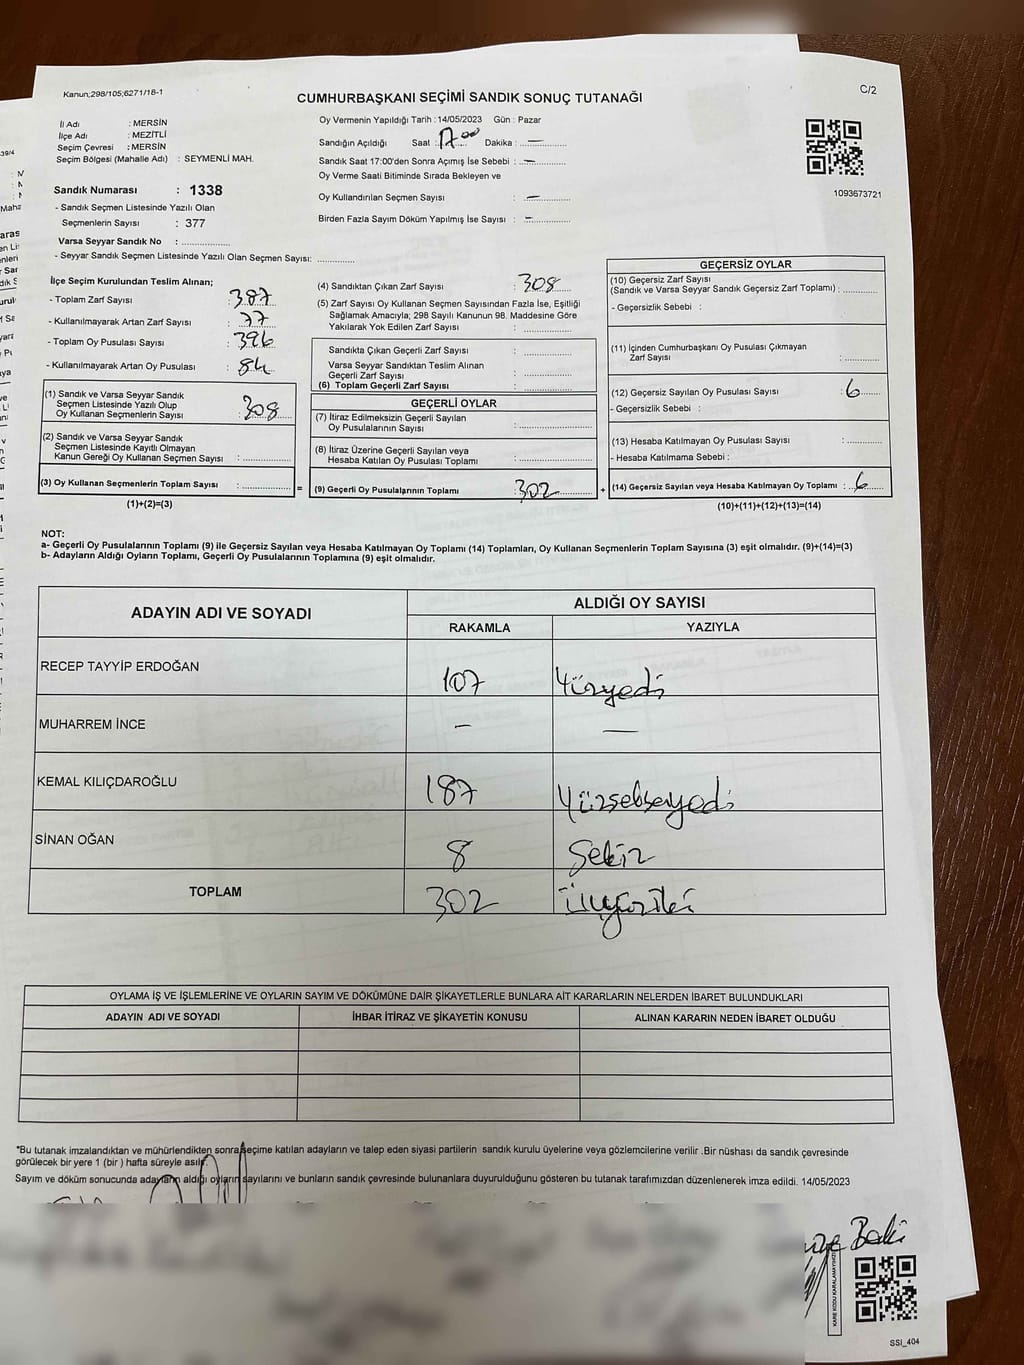 Kanun;298/105;6271/18-1
C/2
CUMHURBAŞKANI SEÇİMİ SANDIK SONUÇ TUTANAĞI
İl Adı : MERSİN
İlçe Adı : MEZİTLİ
Seçim Çevresi : MERSİN
Seçim Bölgesi (Mahalle Adı) : SEYMENLİ MAH.
Oy Vermenin Yapıldığı Tarih : 14/05/2023 Gün : Pazar
Sandığın Açıldığı Saat : 17⁰⁰ Dakika : —
Sandık Saat 17:00'den Sonra Açımış İse Sebebi : —
Oy Verme Saati Bitiminde Sırada Bekleyen ve
Oy Kullandırılan Seçmen Sayısı : —
Birden Fazla Sayım Döküm Yapılmış İse Sayısı : —
1093673721
Sandık Numarası : 1338
- Sandık Seçmen Listesinde Yazılı Olan
Seçmenlerin Sayısı : 377
Varsa Seyyar Sandık No : ................
- Seyyar Sandık Seçmen Listesinde Yazılı Olan Seçmen Sayısı: ............
İlçe Seçim Kurulundan Teslim Alınan;
- Toplam Zarf Sayısı : 387
- Kullanılmayarak Artan Zarf Sayısı : 77
- Toplam Oy Pusulası Sayısı : 396
- Kullanılmayarak Artan Oy Pusulası : 84
(1) Sandık ve Varsa Seyyar Sandık
Seçmen Listesinde Yazılı Olup
Oy Kullanan Seçmenlerin Sayısı : 308
(2) Sandık ve Varsa Seyyar Sandık
Seçmen Listesinde Kayıtlı Olmayan
Kanun Gereği Oy Kullanan Seçmen Sayısı :
(3) Oy Kullanan Seçmenlerin Toplam Sayısı : =
(1)+(2)=(3)
(4) Sandıktan Çıkan Zarf Sayısı : 308
(5) Zarf Sayısı Oy Kullanan Seçmen Sayısından Fazla İse, Eşitliği
Sağlamak Amacıyla; 298 Sayılı Kanunun 98. Maddesine Göre
Yakılarak Yok Edilen Zarf Sayısı :
Sandıkta Çıkan Geçerli Zarf Sayısı :
Varsa Seyyar Sandıktan Teslim Alınan
Geçerli Zarf Sayısı :
(6) Toplam Geçerli Zarf Sayısı :
GEÇERLİ OYLAR
(7) İtiraz Edilmeksizin Geçerli Sayılan
Oy Pusulalarının Sayısı :
(8) İtiraz Üzerine Geçerli Sayılan veya
Hesaba Katılan Oy Pusulası Toplamı :
(9) Geçerli Oy Pusulalarının Toplamı : 302 +
GEÇERSİZ OYLAR
(10) Geçersiz Zarf Sayısı
(Sandık ve Varsa Seyyar Sandık Geçersiz Zarf Toplamı) :
- Geçersizlik Sebebi :
(11) İçinden Cumhurbaşkanı Oy Pusulası Çıkmayan
Zarf Sayısı :
(12) Geçersiz Sayılan Oy Pusulası Sayısı : 6
- Geçersizlik Sebebi :
(13) Hesaba Katılmayan Oy Pusulası Sayısı :
- Hesaba Katılmama Sebebi :
(14) Geçersiz Sayılan veya Hesaba Katılmayan Oy Toplamı : 6
(10)+(11)+(12)+(13)=(14)
NOT:
a- Geçerli Oy Pusulalarının Toplamı (9) ile Geçersiz Sayılan veya Hesaba Katılmayan Oy Toplamı (14) Toplamları, Oy Kullanan Seçmenlerin Toplam Sayısına (3) eşit olmalıdır. (9)+(14)=(3)
b- Adayların Aldığı Oyların Toplamı, Geçerli Oy Pusulalarının Toplamına (9) eşit olmalıdır.
ADAYIN ADI VE SOYADI
ALDIĞI OY SAYISI
RAKAMLA YAZIYLA
RECEP TAYYİP ERDOĞAN 107 Yüzyedi
MUHARREM İNCE — —
KEMAL KILIÇDAROĞLU 187 Yüzseksenyedi
SİNAN OĞAN 8 Sekiz
TOPLAM 302 Üçyüziki
OYLAMA İŞ VE İŞLEMLERİNE VE OYLARIN SAYIM VE DÖKÜMÜNE DAİR ŞİKAYETLERLE BUNLARA AİT KARARLARIN NELERDEN İBARET BULUNDUKLARI
ADAYIN ADI VE SOYADI İHBAR İTİRAZ VE ŞİKAYETİN KONUSU ALINAN KARARIN NEDEN İBARET OLDUĞU
*Bu tutanak imzalandıktan ve mühürlendikten sonra seçime katılan adayların ve talep eden siyasi partilerin sandık kurulu üyelerine veya gözlemcilerine verilir .Bir nüshası da sandık çevresinde
görülecek bir yere 1 (bir ) hafta süreyle asılır.
Sayım ve döküm sonucunda adayların aldığı oyların sayılarını ve bunların sandık çevresinde bulunanlara duyurulduğunu gösteren bu tutanak tarafımızdan düzenlenerek imza edildi. 14/05/2023
KARE KODU KARALAMAYINIZ
SSI_404